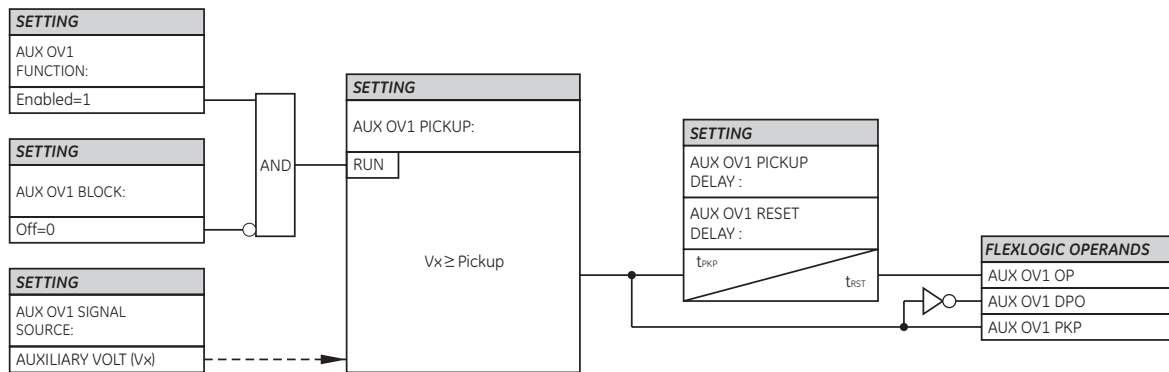 SETTING
AUX OV1
FUNCTION:
Enabled=1
SETTING
AUX OV1 BLOCK:
Off=0
SETTING
AUX OV1 SIGNAL
SOURCE:
AUXILIARY VOLT (Vx)
AND
SETTING
AUX OV1 PICKUP:
RUN
Vx ≥ Pickup
SETTING
AUX OV1 PICKUP
DELAY :
AUX OV1 RESET
DELAY :
tPKP
tRST
FLEXLOGIC OPERANDS
AUX OV1 OP
AUX OV1 DPO
AUX OV1 PKP